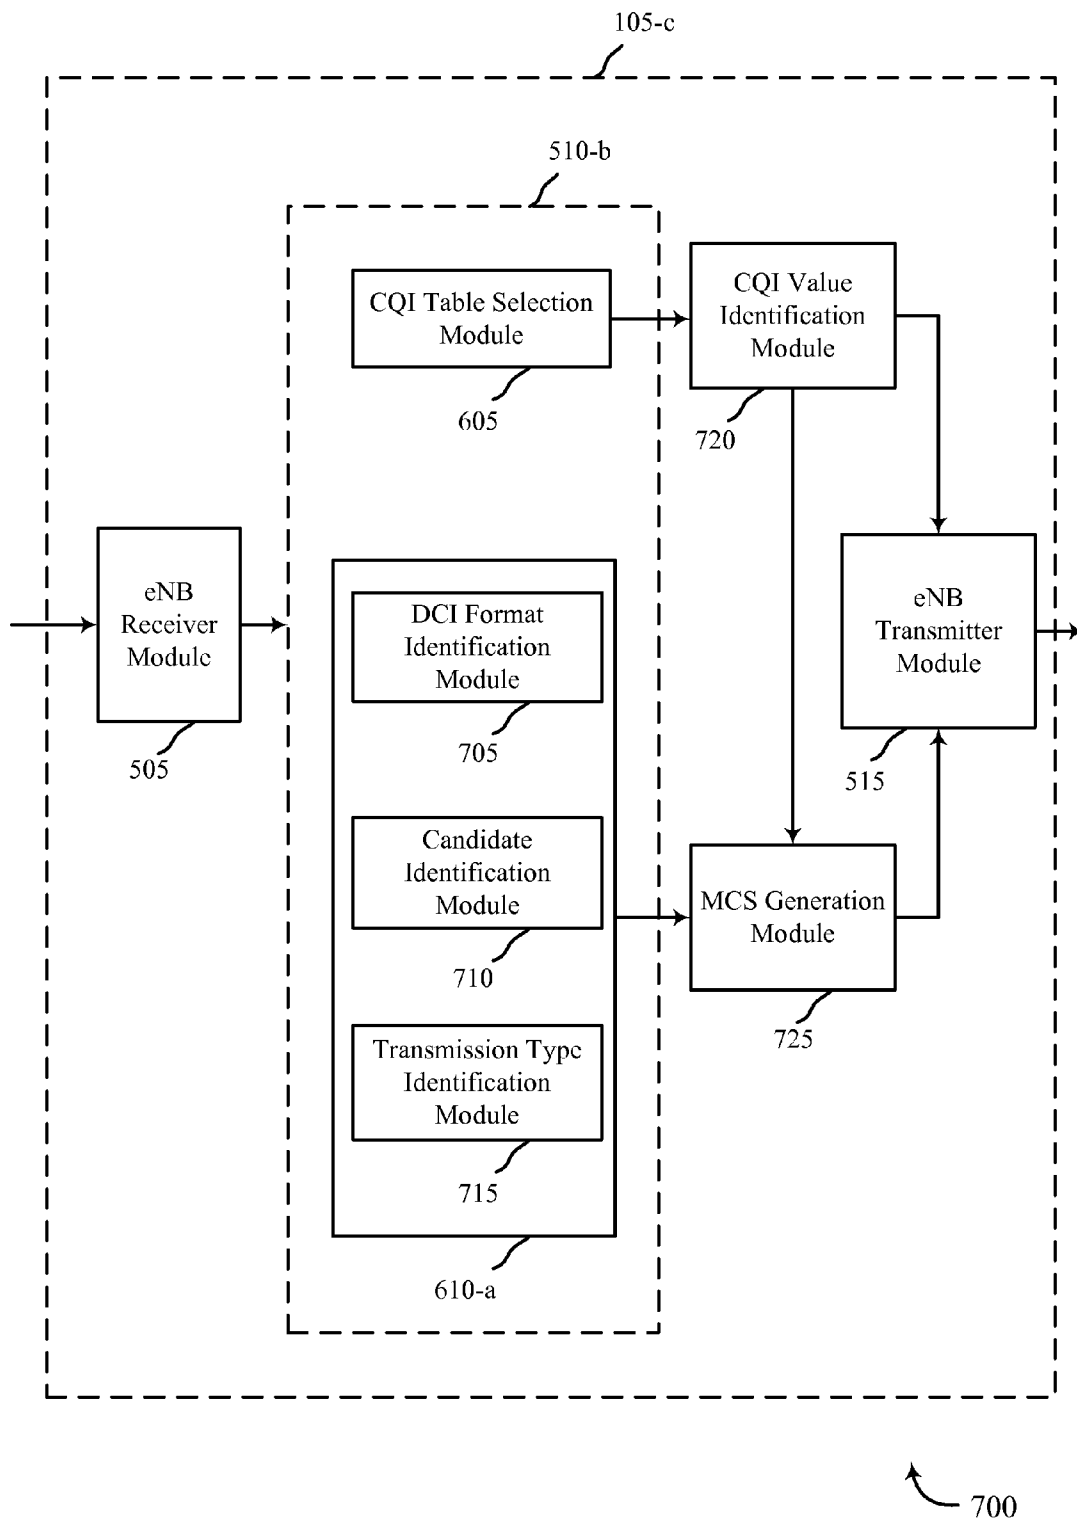 105-c
510-b
CQI Table Selection
Module
605
CQI Value
Identification
Module
720
eNB
Receiver
Module
505
DCI Format
Identification
Module
705
eNB
Transmitter
Module
515
Candidate
Identification
Module
710
MCS Generation
Module
725
Transmission Type
Identification
Module
715
610-a
700